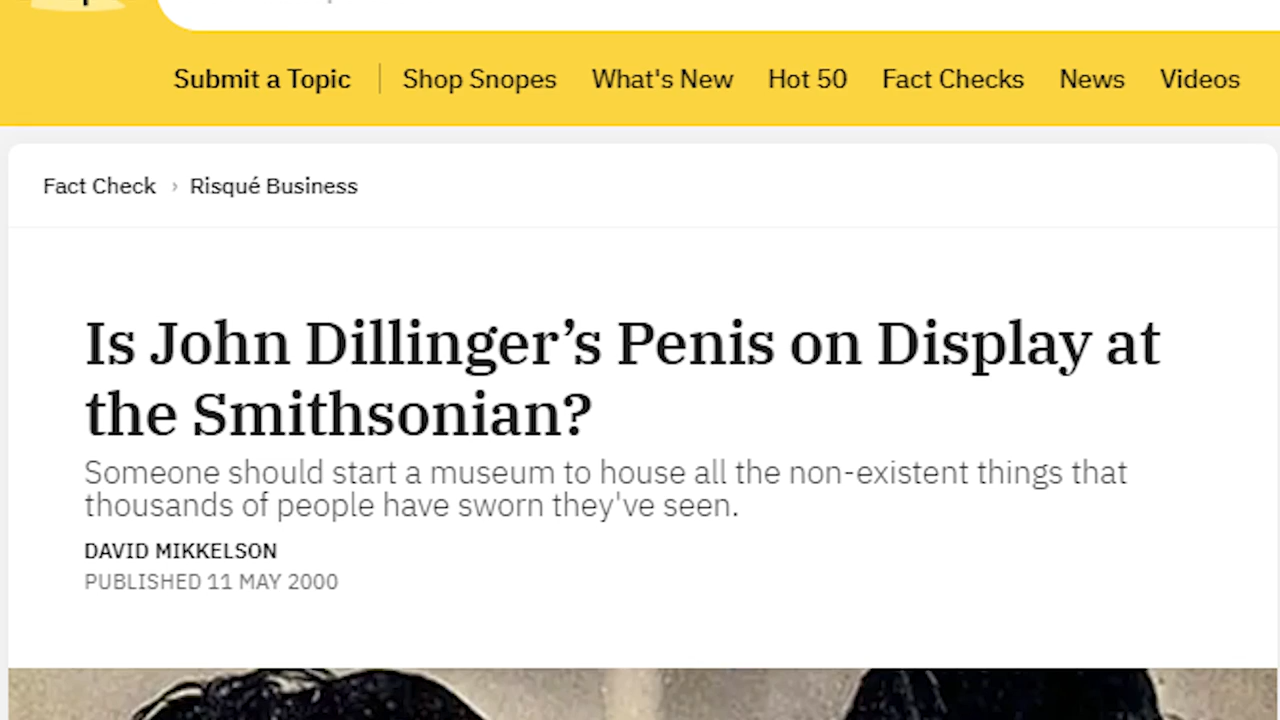 Submit a Topic Shop Snopes What's New Hot 50 Fact Checks News Videos
Fact Check › Risqué Business
Is John Dillinger’s Penis on Display at
the Smithsonian?
Someone should start a museum to house all the non-existent things that
thousands of people have sworn they've seen.
DAVID MIKKELSON
PUBLISHED 11 MAY 2000